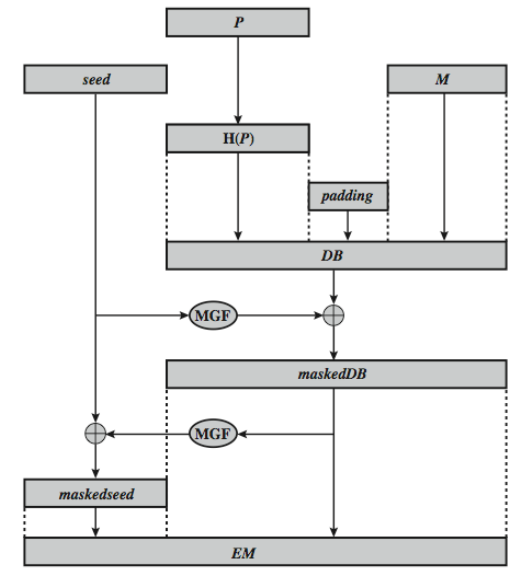 P
seed
M
H(P)
padding
DB
MGF
maskedDB
MGF
maskedseed
EM